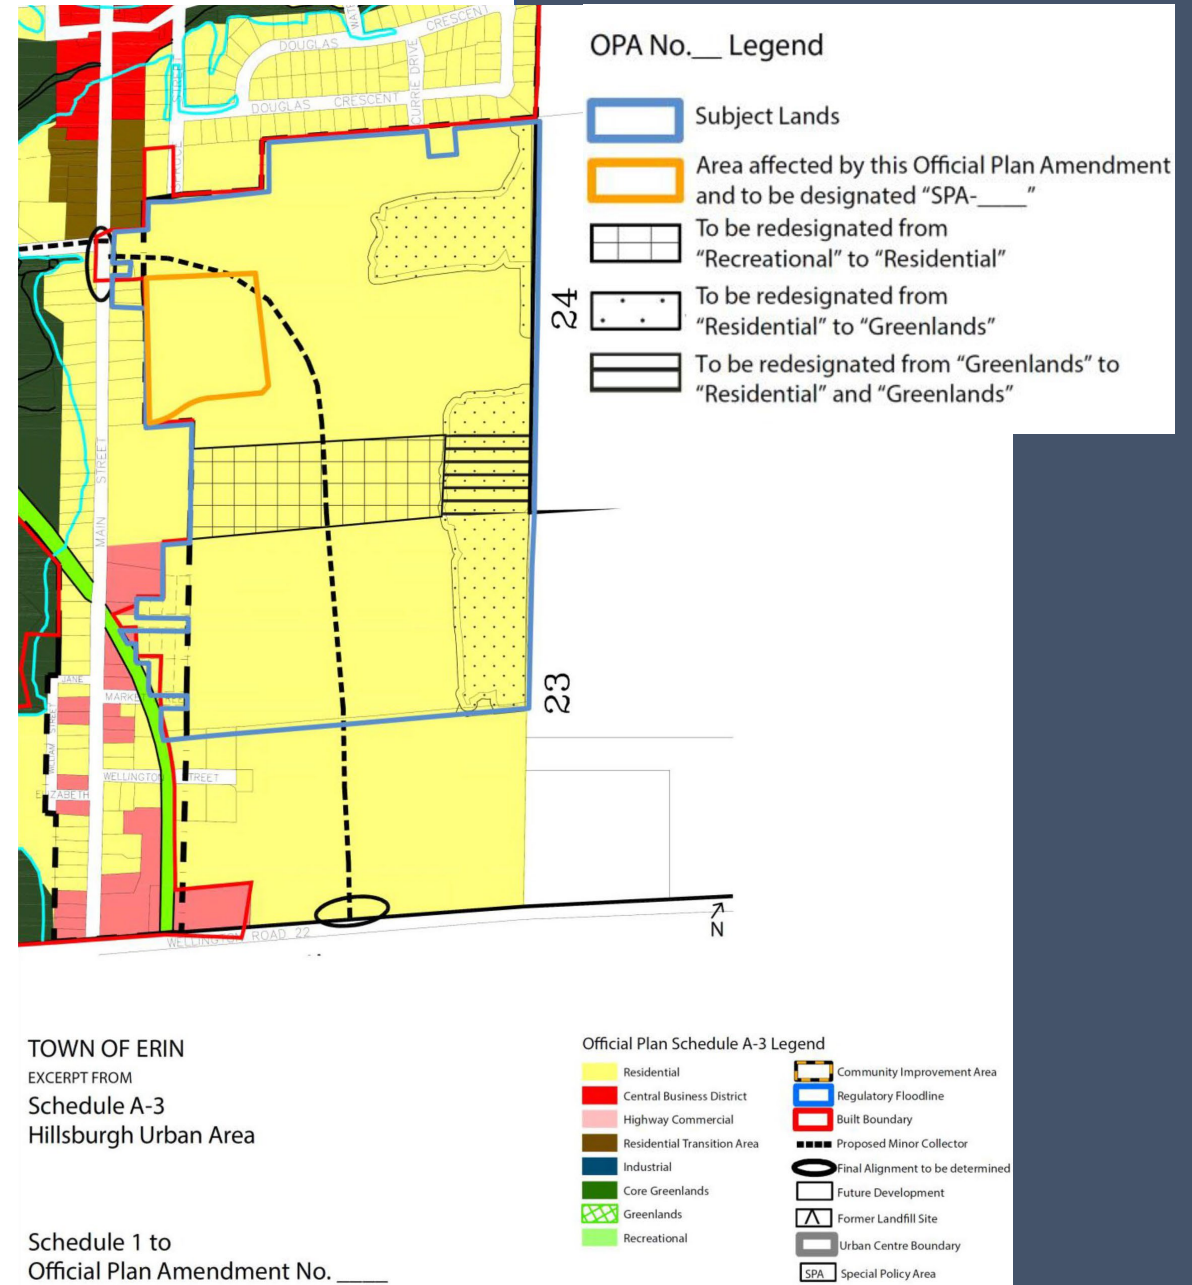 WAT
CRESCENT
DOUGLAS
CURRIE DRIVE
DOUGLAS CRESCENT
SPRUCE STREET
MAIN STREET
24
23
JANE
MARKET
WILLIAM STREET
WELLINGTON STREET
ELIZABETH
WELLINGTON ROAD 22
N
OPA No.__ Legend
Subject Lands
Area affected by this Official Plan Amendment
and to be designated “SPA-____”
To be redesignated from
“Recreational” to “Residential”
To be redesignated from
“Residential” to “Greenlands”
To be redesignated from “Greenlands” to
“Residential” and “Greenlands”
TOWN OF ERIN
EXCERPT FROM
Schedule A-3
Hillsburgh Urban Area
Schedule 1 to
Official Plan Amendment No. ____
Official Plan Schedule A-3 Legend
Residential
Central Business District
Highway Commercial
Residential Transition Area
Industrial
Core Greenlands
Greenlands
Recreational
Community Improvement Area
Regulatory Floodline
Built Boundary
Proposed Minor Collector
Final Alignment to be determined
Future Development
Former Landfill Site
Urban Centre Boundary
SPA Special Policy Area